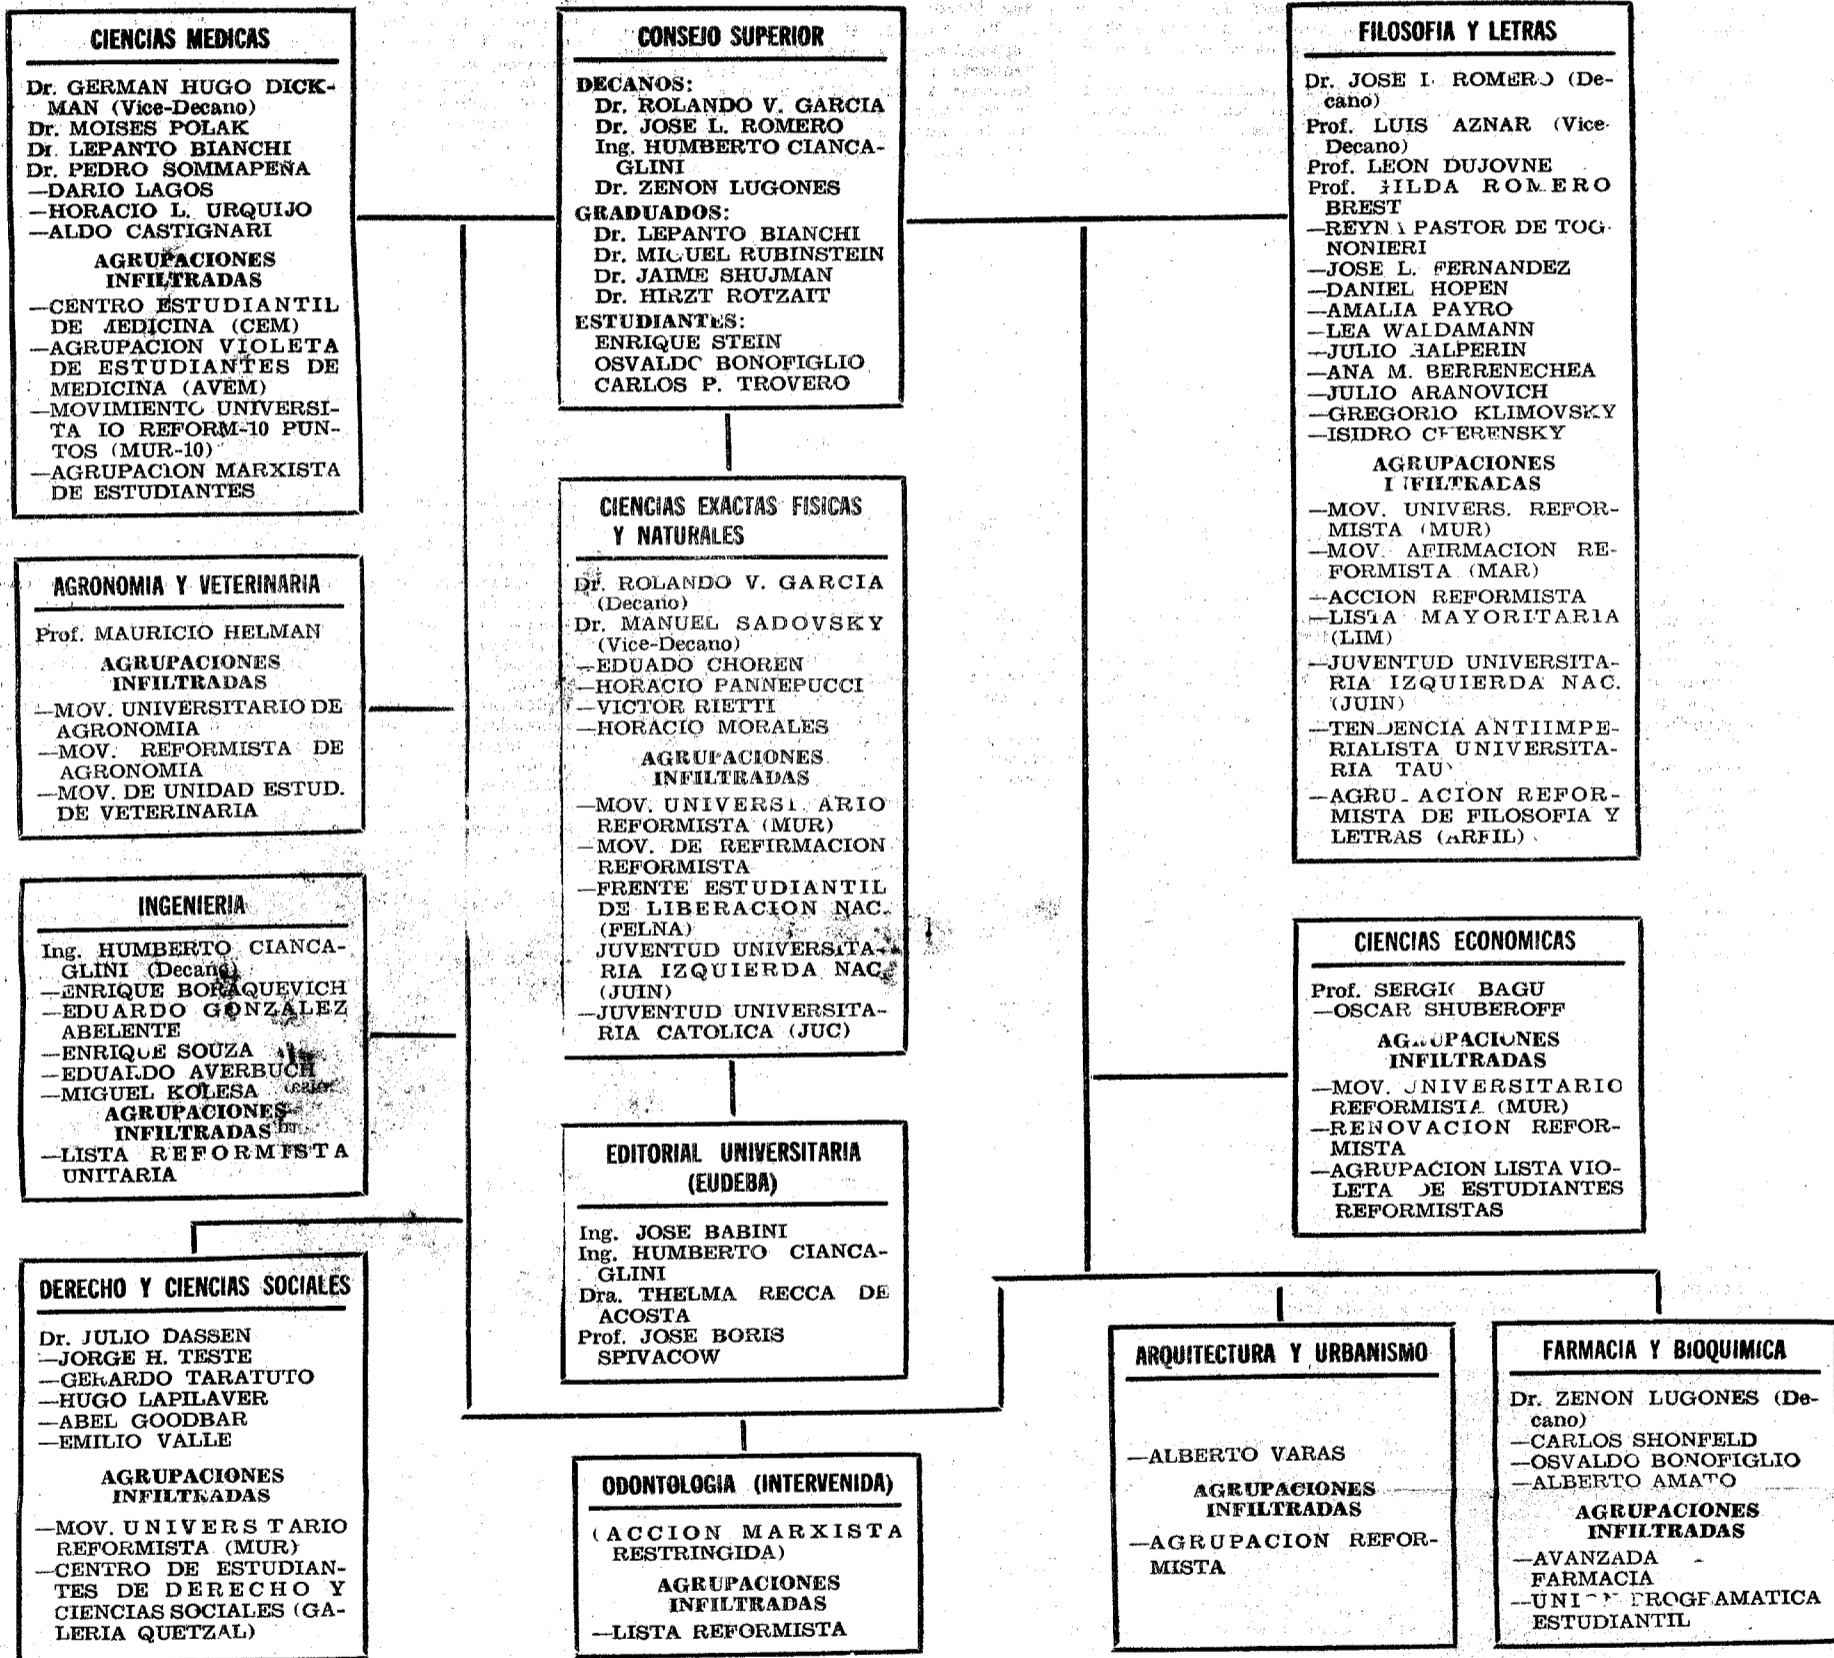 CIENCIAS MEDICAS
Dr. GERMAN HUGO DICK-
MAN (Vice-Decano)
Dr. MOISES POLAK
Dr. LEPANTO BIANCHI
Dr. PEDRO SOMMAPEÑA
—DARIO LAGOS
—HORACIO L. URQUIJO
—ALDO CASTIGNARI
AGRUPACIONES
INFILTRADAS
—CENTRO ESTUDIANTIL
DE MEDICINA (CEM)
—AGRUPACION VIOLETA
DE ESTUDIANTES DE
MEDICINA (AVEM)
—MOVIMIENTO UNIVERSI-
TA IO REFORM-10 PUN-
TOS (MUR-10)
—AGRUPACION MARXISTA
DE ESTUDIANTES
AGRONOMIA Y VETERINARIA
Prof. MAURICIO HELMAN
AGRUPACIONES
INFILTRADAS
—MOV. UNIVERSITARIO DE
AGRONOMIA
—MOV. REFORMISTA DE
AGRONOMIA
—MOV. DE UNIDAD ESTUD.
DE VETERINARIA
INGENIERIA
Ing. HUMBERTO CIANCA-
GLINI (Decano)
—ENRIQUE BORAQUEVICH
—EDUARDO GONZALEZ
ABELENTE
—ENRIQUE SOUZA
—EDUALDO AVERBUCH
—MIGUEL KOLESA
AGRUPACIONES
INFILTRADAS
—LISTA REFORMISTA
UNITARIA
DERECHO Y CIENCIAS SOCIALES
Dr. JULIO DASSEN
—JORGE H. TESTE
—GERARDO TARATUTO
—HUGO LAPILAVER
—ABEL GOODBAR
—EMILIO VALLE
AGRUPACIONES
INFILTRADAS
—MOV. UNIVERS TARIO
REFORMISTA (MUR)
—CENTRO DE ESTUDIAN-
TES DE DERECHO Y
CIENCIAS SOCIALES (GA-
LERIA QUETZAL)
CONSEJO SUPERIOR
DECANOS:
Dr. ROLANDO V. GARCIA
Dr. JOSE L. ROMERO
Ing. HUMBERTO CIANCA-
GLINI
Dr. ZENON LUGONES
GRADUADOS:
Dr. LEPANTO BIANCHI
Dr. MIGUEL RUBINSTEIN
Dr. JAIME SHUJMAN
Dr. HIRZT ROTZAIT
ESTUDIANTES:
ENRIQUE STEIN
OSVALDO BONOFIGLIO
CARLOS P. TROVERO
CIENCIAS EXACTAS FISICAS
Y NATURALES
Dr. ROLANDO V. GARCIA
(Decano)
Dr. MANUEL SADOVSKY
(Vice-Decano)
—EDUADO CHOREN
—HORACIO PANNEPUCCI
—VICTOR RIETTI
—HORACIO MORALES
AGRUPACIONES
INFILTRADAS
—MOV. UNIVERSI ARIO
REFORMISTA (MUR)
—MOV. DE REFIRMACION
REFORMISTA
—FRENTE ESTUDIANTIL
DE LIBERACION NAC.
(FELNA)
JUVENTUD UNIVERSITA-
RIA IZQUIERDA NAC.
(JUIN)
—JUVENTUD UNIVERSITA-
RIA CATOLICA (JUC)
EDITORIAL UNIVERSITARIA
(EUDEBA)
Ing. JOSE BABINI
Ing. HUMBERTO CIANCA-
GLINI
Dra. THELMA RECCA DE
ACOSTA
Prof. JOSE BORIS
SPIVACOW
ODONTOLOGIA (INTERVENIDA)
(ACCION MARXISTA
RESTRINGIDA)
AGRUPACIONES
INFILTRADAS
—LISTA REFORMISTA
FILOSOFIA Y LETRAS
Dr. JOSE L. ROMERO (De-
cano)
Prof. LUIS AZNAR (Vice-
Decano)
Prof. LEON DUJOVNE
Prof. GILDA ROMERO
BREST
—REYNA PASTOR DE TOG-
NONIERI
—JOSE L. FERNANDEZ
—DANIEL HOPEN
—AMALIA PAYRO
—LEA WALDAMANN
—JULIO HALPERIN
—ANA M. BERRENECHEA
—JULIO ARANOVICH
—GREGORIO KLIMOVSKY
—ISIDRO CHERENSKY
AGRUPACIONES
INFILTRADAS
—MOV. UNIVERS. REFOR-
MISTA (MUR)
—MOV. AFIRMACION RE-
FORMISTA (MAR)
—ACCION REFORMISTA
—LISTA MAYORITARIA
(LIM)
—JUVENTUD UNIVERSITA-
RIA IZQUIERDA NAC.
(JUIN)
—TENDENCIA ANTIIMPE-
RIALISTA UNIVERSITA-
RIA TAU
—AGRUPACION REFOR-
MISTA DE FILOSOFIA Y
LETRAS (ARFIL)
CIENCIAS ECONOMICAS
Prof. SERGIO BAGU
—OSCAR SHUBEROFF
AGRUPACIONES
INFILTRADAS
—MOV. UNIVERSITARIO
REFORMISTA (MUR)
—RENOVACION REFOR-
MISTA
—AGRUPACION LISTA VIO-
LETA DE ESTUDIANTES
REFORMISTAS
ARQUITECTURA Y URBANISMO
—ALBERTO VARAS
AGRUPACIONES
INFILTRADAS
—AGRUPACION REFOR-
MISTA
FARMACIA Y BIOQUIMICA
Dr. ZENON LUGONES (De-
cano)
—CARLOS SHONFELD
—OSVALDO BONOFIGLIO
—ALBERTO AMATO
AGRUPACIONES
INFILTRADAS
—AVANZADA -
FARMACIA
—UNION PROGRAMATICA
ESTUDIANTIL